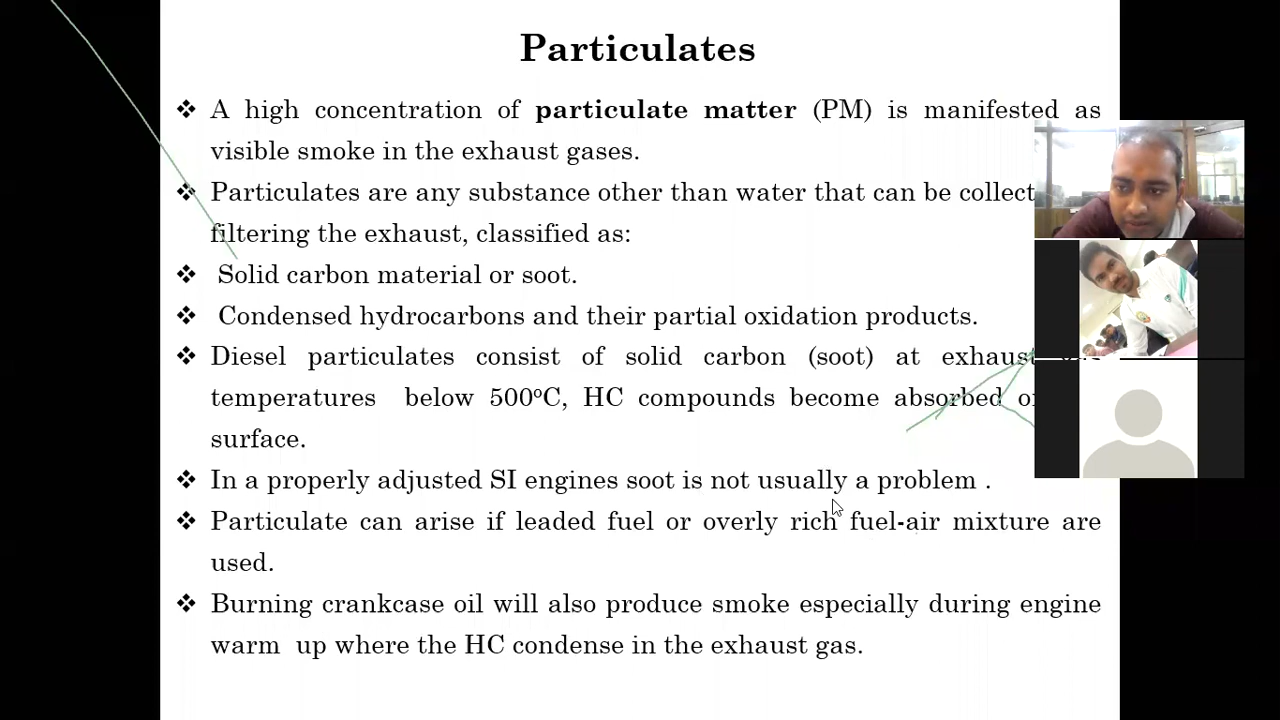 Particulates
❖ A high concentration of particulate matter (PM) is manifested as
visible smoke in the exhaust gases.
❖ Particulates are any substance other than water that can be collect
filtering the exhaust, classified as:
❖ Solid carbon material or soot.
❖ Condensed hydrocarbons and their partial oxidation products.
❖ Diesel particulates consist of solid carbon (soot) at exhaust
temperatures below 500°C, HC compounds become absorbed
surface.
❖ In a properly adjusted SI engines soot is not usually a problem .
❖ Particulate can arise if leaded fuel or overly rich fuel-air mixture are
used.
❖ Burning crankcase oil will also produce smoke especially during engine
warm up where the HC condense in the exhaust gas.